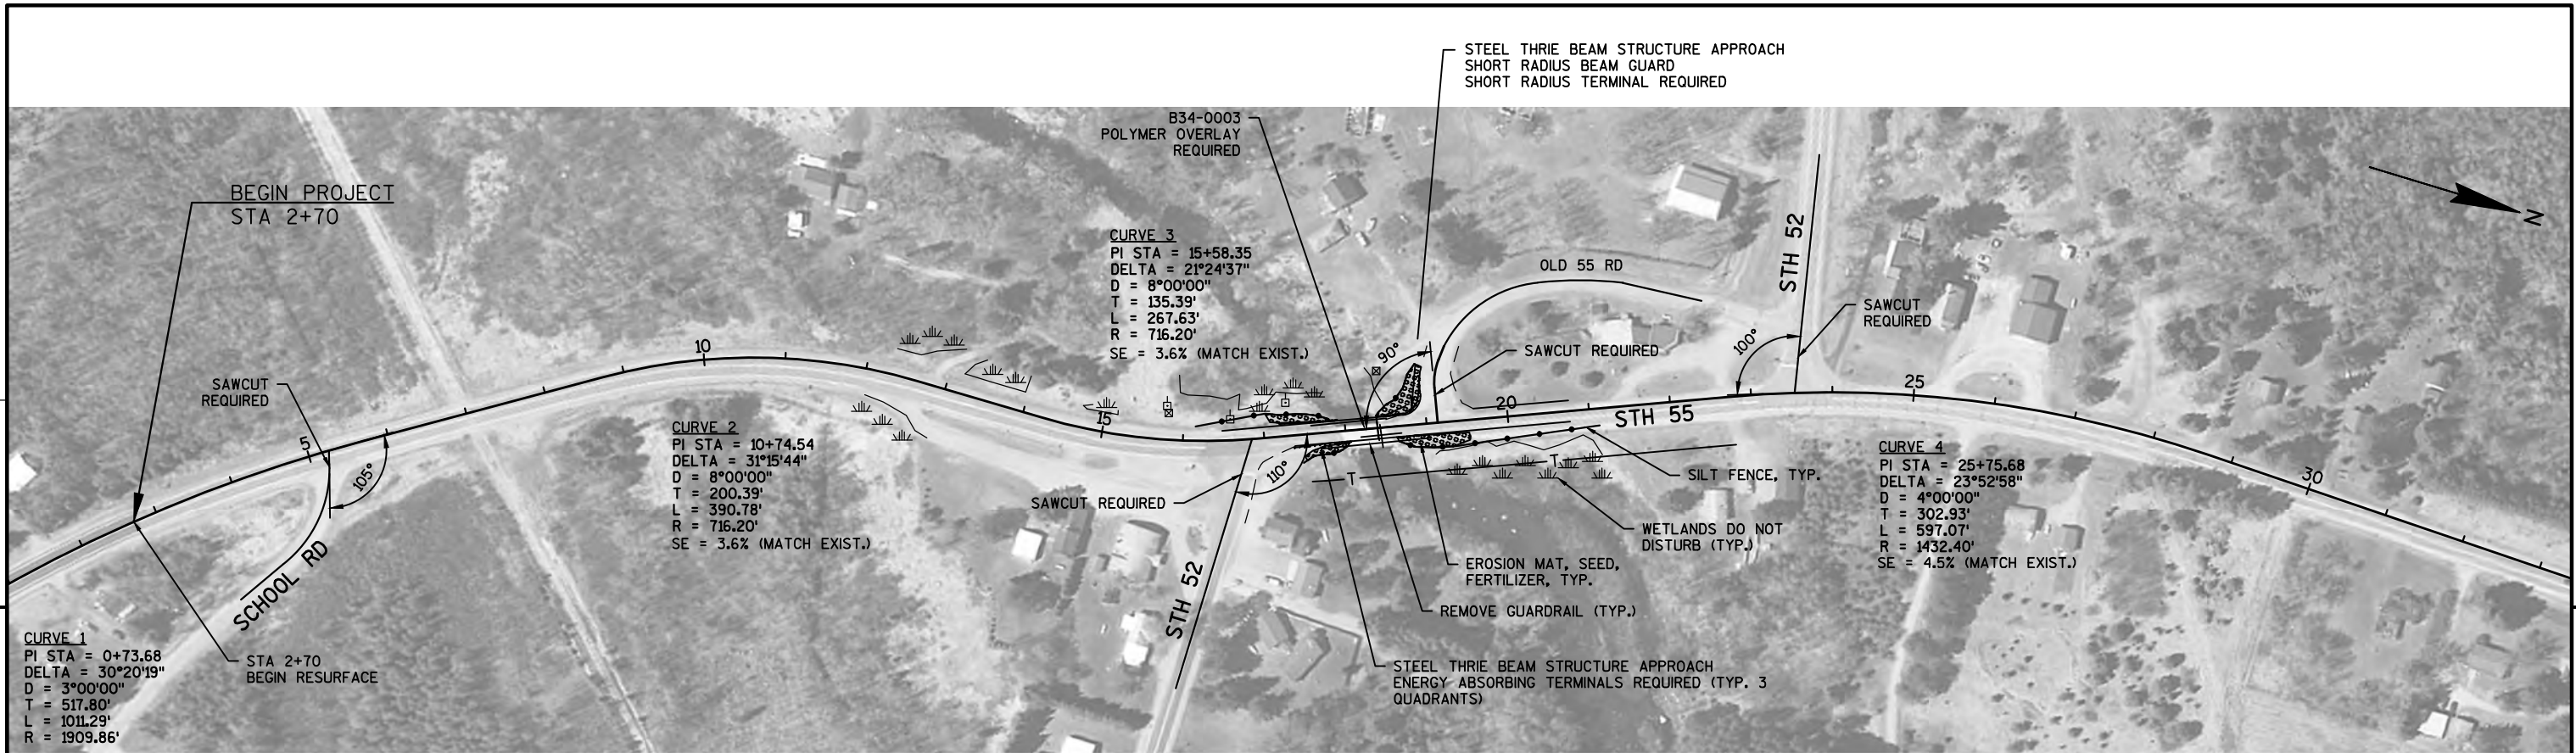 STEEL THRIE BEAM STRUCTURE APPROACH
SHORT RADIUS BEAM GUARD
SHORT RADIUS TERMINAL REQUIRED
B34-0003
POLYMER OVERLAY
REQUIRED
BEGIN PROJECT
STA 2+70
N
CURVE 3
PI STA = 15+58.35
DELTA = 21°24'37"
D = 8°00'00"
T = 135.39'
L = 267.63'
R = 716.20'
SE = 3.6% (MATCH EXIST.)
OLD 55 RD
STH 52
SAWCUT
REQUIRED
100°
90°
SAWCUT REQUIRED
10
SAWCUT
REQUIRED
5
105°
15
20
STH 55
25
30
CURVE 2
PI STA = 10+74.54
DELTA = 31°15'44"
D = 8°00'00"
T = 200.39'
L = 390.78'
R = 716.20'
SE = 3.6% (MATCH EXIST.)
110°
T
T
SAWCUT REQUIRED
SILT FENCE, TYP.
CURVE 4
PI STA = 25+75.68
DELTA = 23°52'58"
D = 4°00'00"
T = 302.93'
L = 597.07'
R = 1432.40'
SE = 4.5% (MATCH EXIST.)
WETLANDS DO NOT
DISTURB (TYP.)
EROSION MAT, SEED,
FERTILIZER, TYP.
REMOVE GUARDRAIL (TYP.)
STH 52
SCHOOL RD
STA 2+70
BEGIN RESURFACE
STEEL THRIE BEAM STRUCTURE APPROACH
ENERGY ABSORBING TERMINALS REQUIRED (TYP. 3
QUADRANTS)
CURVE 1
PI STA = 0+73.68
DELTA = 30°20'19"
D = 3°00'00"
T = 517.80'
L = 1011.29'
R = 1909.86'